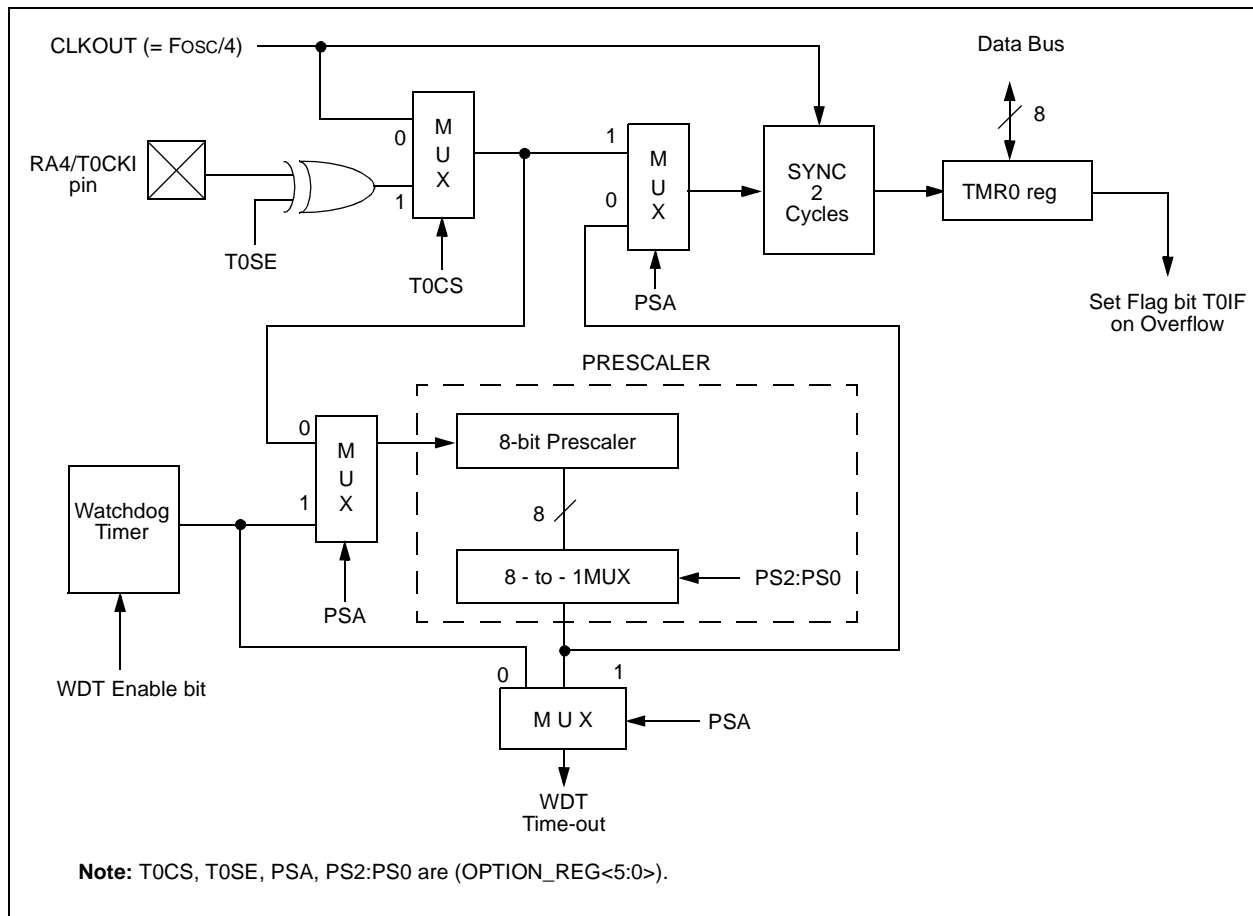 CLKOUT (= FOSC/4)
Data Bus
8
M
U
X
0
1
RA4/T0CKI
pin
T0SE
T0CS
1
0
M
U
X
PSA
SYNC
2
Cycles
TMR0 reg
Set Flag bit T0IF
on Overflow
PRESCALER
0
1
M
U
X
PSA
8-bit Prescaler
8
8 - to - 1MUX
PS2:PS0
Watchdog
Timer
WDT Enable bit
0
1
M U X
PSA
WDT
Time-out
Note: T0CS, T0SE, PSA, PS2:PS0 are (OPTION_REG<5:0>).